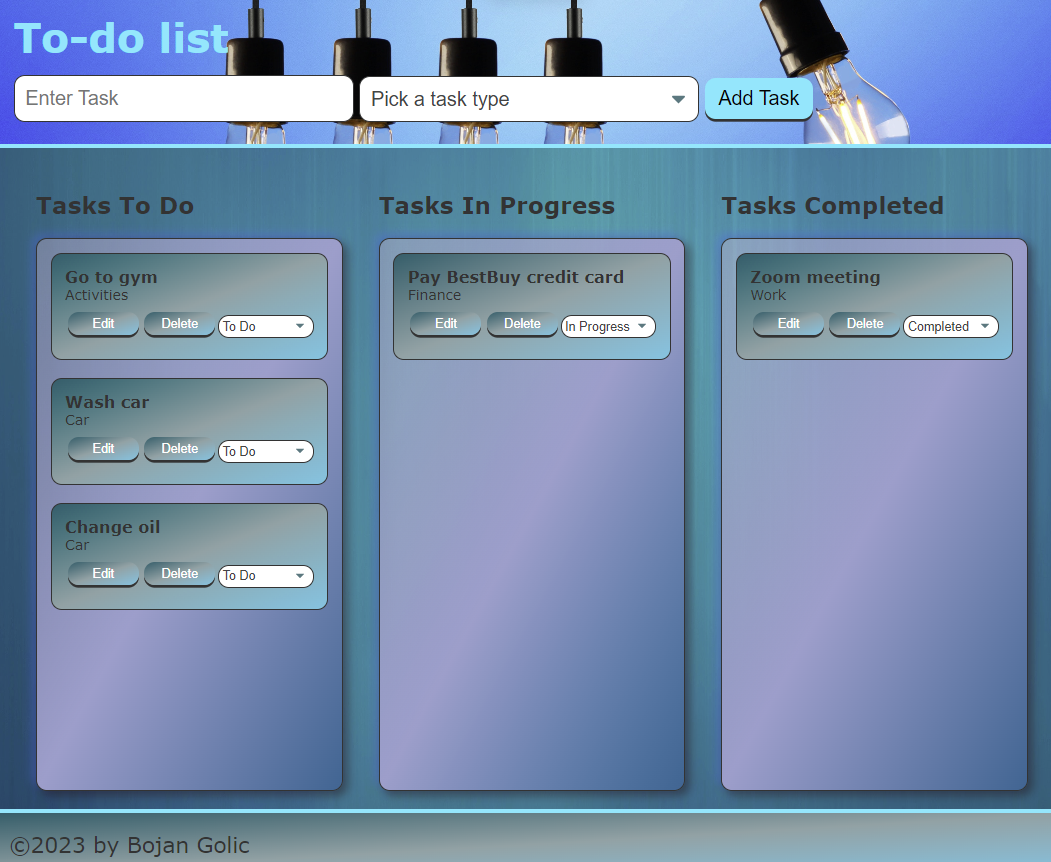 To-do list
Enter Task
Pick a task type
Add Task
Tasks To Do
Go to gym
Activities
Edit Delete To Do
Wash car
Car
Edit Delete To Do
Change oil
Car
Edit Delete To Do
Tasks In Progress
Pay BestBuy credit card
Finance
Edit Delete In Progress
Tasks Completed
Zoom meeting
Work
Edit Delete Completed
©2023 by Bojan Golic